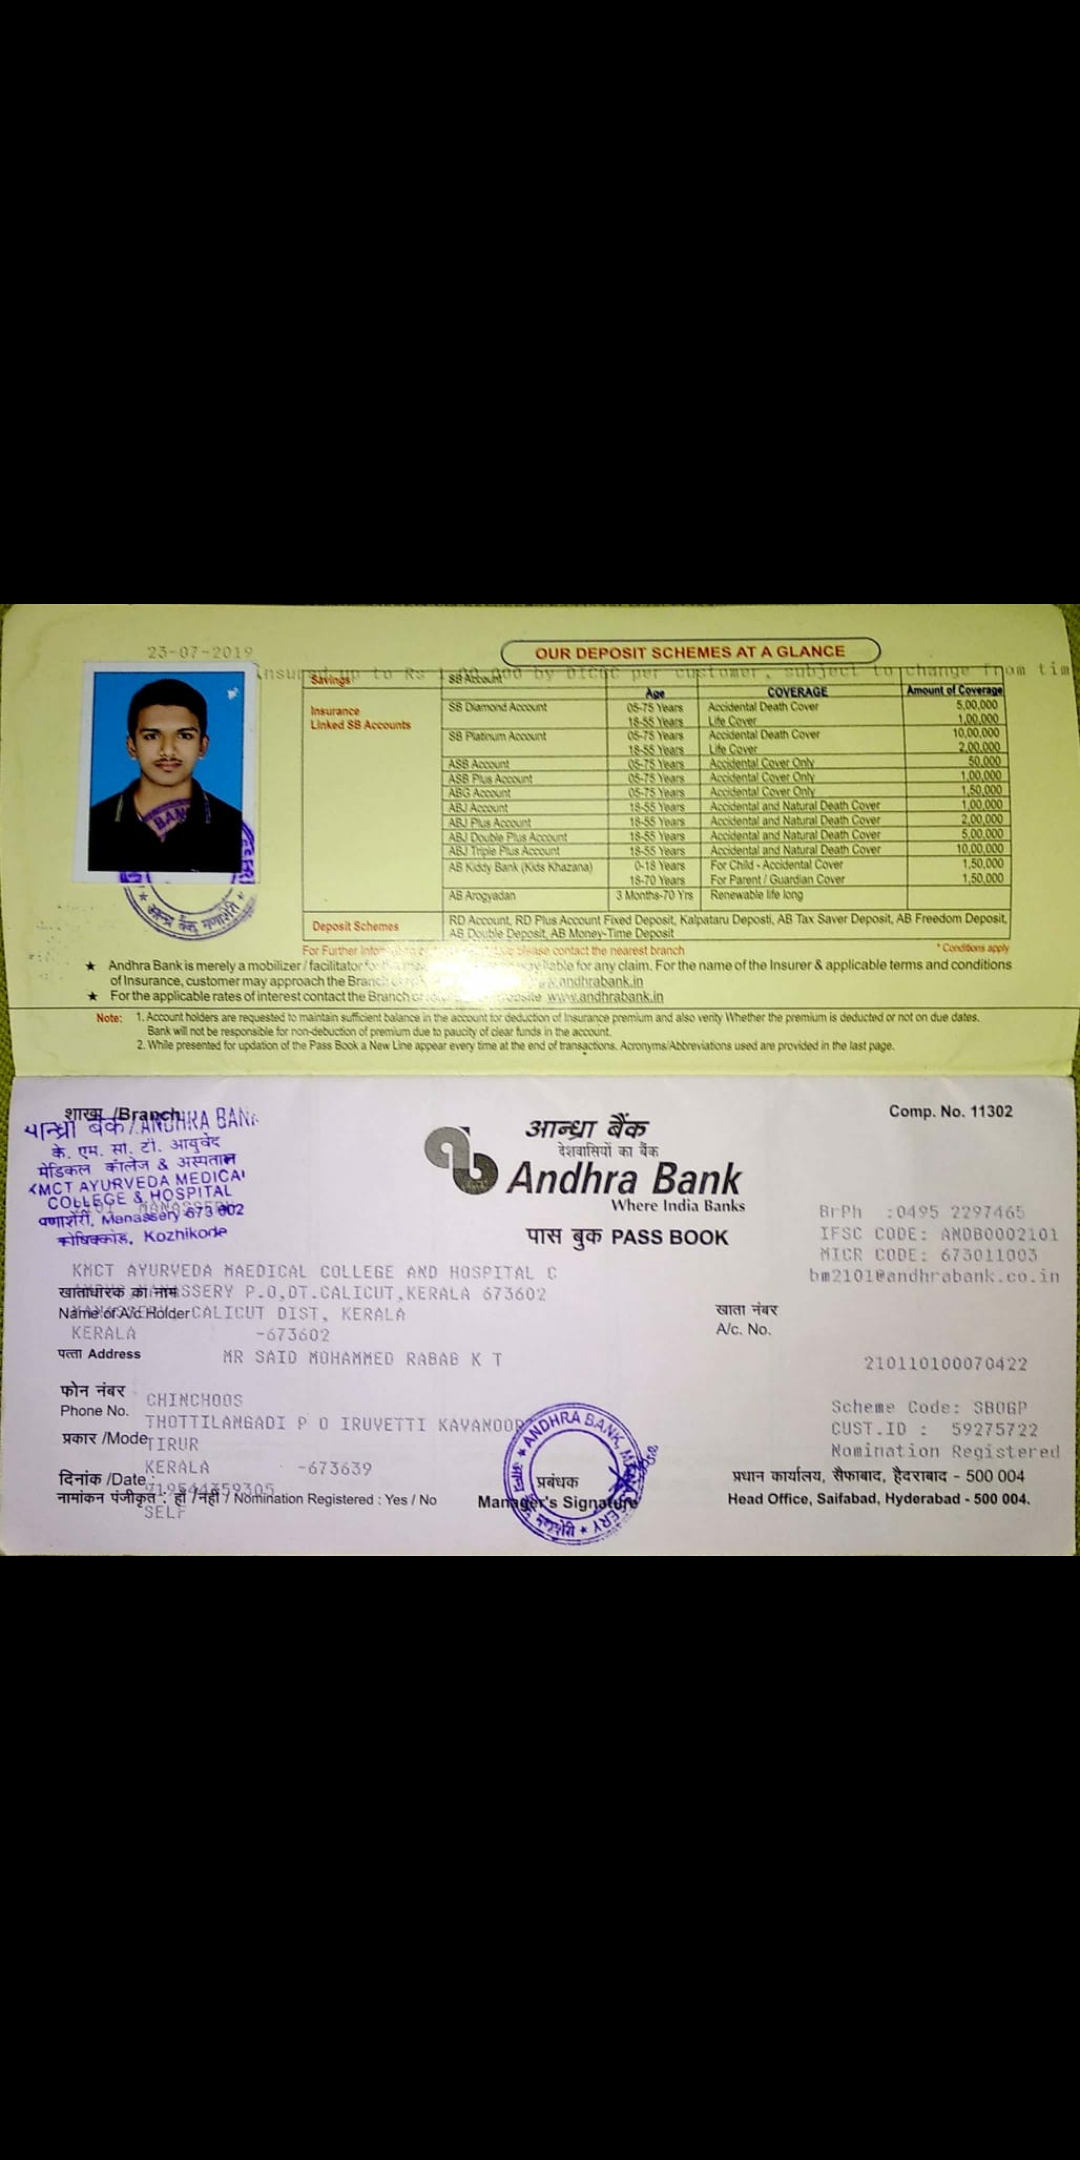 23-07-2019
OUR DEPOSIT SCHEMES AT A GLANCE
Insured up to Rs 1,00,000 by DICGC per customer, subject to change from tim
Savings SB Account
Age COVERAGE Amount of Coverage
Insurance Linked SB Accounts
SB Diamond Account 05-75 Years Accidental Death Cover 5,00,000
18-55 Years Life Cover 1,00,000
SB Platinum Account 05-75 Years Accidental Death Cover 10,00,000
18-55 Years Life Cover 2,00,000
ASB Account 05-75 Years Accidental Cover Only 50,000
ASB Plus Account 05-75 Years Accidental Cover Only 1,00,000
ABG Account 05-75 Years Accidental Cover Only 1,50,000
ABJ Account 18-55 Years Accidental and Natural Death Cover 1,00,000
ABJ Plus Account 18-55 Years Accidental and Natural Death Cover 2,00,000
ABJ Double Plus Account 18-55 Years Accidental and Natural Death Cover 5,00,000
ABJ Triple Plus Account 18-55 Years Accidental and Natural Death Cover 10,00,000
AB Kiddy Bank (Kids Khazana) 0-18 Years For Child - Accidental Cover 1,50,000
18-70 Years For Parent / Guardian Cover 1,50,000
AB Arogyadan 3 Months-70 Yrs Renewable life long
Deposit Schemes RD Account, RD Plus Account Fixed Deposit, Kalpataru Deposti, AB Tax Saver Deposit, AB Freedom Deposit,
AB Double Deposit, AB Money-Time Deposit
For Further please contact the nearest branch * Conditions apply
★ Andhra Bank is merely a mobilizer / facilitator for liable for any claim. For the name of the Insurer & applicable terms and conditions
of Insurance, customer may approach the Branch andhrabank.in
★ For the applicable rates of interest contact the Branch www.andhrabank.in
Note: 1. Account holders are requested to maintain sufficient balance in the account for deduction of Insurance premium and also verify Whether the premium is deducted or not on due dates.
Bank will not be responsible for non-debuction of premium due to paucity of clear funds in the account.
2. While presented for updation of the Pass Book a New Line appear every time at the end of transactions. Acronyms/Abbreviations used are provided in the last page.
शाखा /Branch
आन्ध्रा बैंक / ANDHRA BANK
के. एम. सी. टी. आयुर्वेद
मेडिकल कॉलेज & अस्पताल
KMCT AYURVEDA MEDICAL
COLLEGE & HOSPITAL
Manassery 673 602
Kozhikode
आन्ध्रा बैंक
देशवासियों का बैंक
Andhra Bank
Where India Banks
पास बुक PASS BOOK
Comp. No. 11302
BrPh :0495 2297465
IFSC CODE: ANDB0002101
MICR CODE: 673011003
bm2101@andhrabank.co.in
KMCT AYURVEDA MAEDICAL COLLEGE AND HOSPITAL C
खाताधारक का नाम
MANASSERY P.O,DT.CALICUT,KERALA 673602
Name of A/c Holder CALICUT DIST, KERALA
KERALA -673602
खाता नंबर
A/c. No.
पत्ता Address MR SAID MOHAMMED RABAB K T
210110100070422
फोन नंबर
Phone No.
CHINCHOOS
THOTTILANGADI P O IRUVETTI KAVANOOR
प्रकार /Mode TIRUR
KERALA -673639
Scheme Code: SBOGP
CUST.ID : 59275722
Nomination Registered
दिनांक /Date 919544359305
नामांकन पंजीकृत : हाँ /नहीं / Nomination Registered : Yes / No
SELF
ANDHRA BANK, MANASSERY
प्रबंधक
Manager's Signature
प्रधान कार्यालय, सैफाबाद, हैदराबाद - 500 004
Head Office, Saifabad, Hyderabad - 500 004.